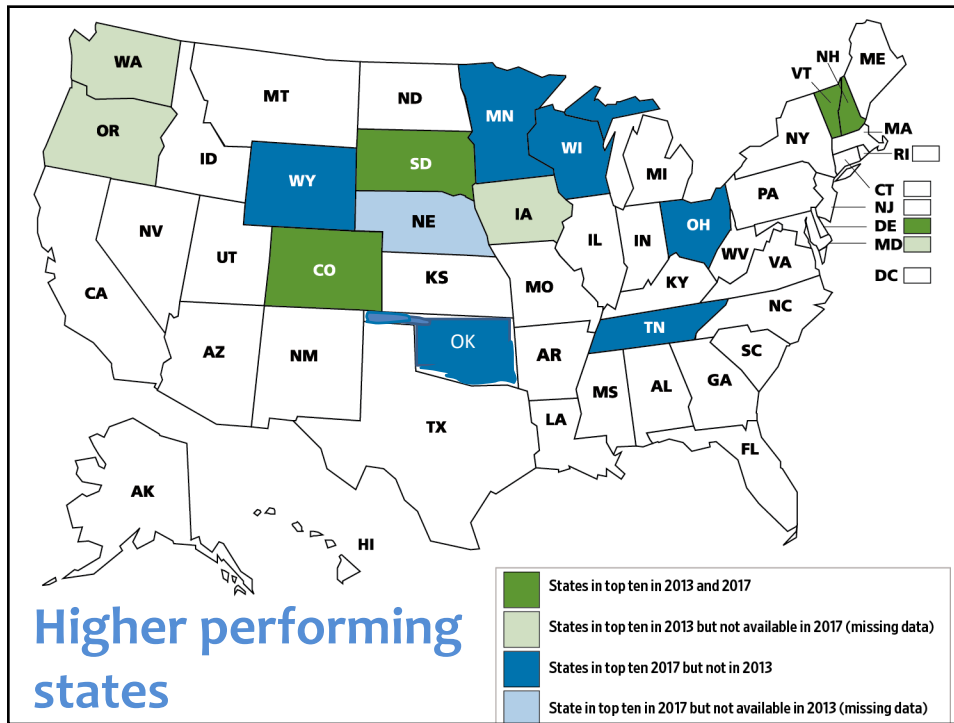 NH
ME
VT
WA
MT
ND
MN
OR
NY
MA
ID
SD
WI
RI
MI
WY
CT
PA
NE
IA
NJ
OH
DE
NV
IL
IN
MD
UT
WV
CO
VA
KS
DC
MO
KY
CA
NC
TN
OK
AZ
NM
AR
SC
GA
MS
AL
LA
TX
FL
AK
HI
Higher performing
states
States in top ten in 2013 and 2017
States in top ten in 2013 but not available in 2017 (missing data)
States in top ten 2017 but not in 2013
State in top ten in 2017 but not available in 2013 (missing data)